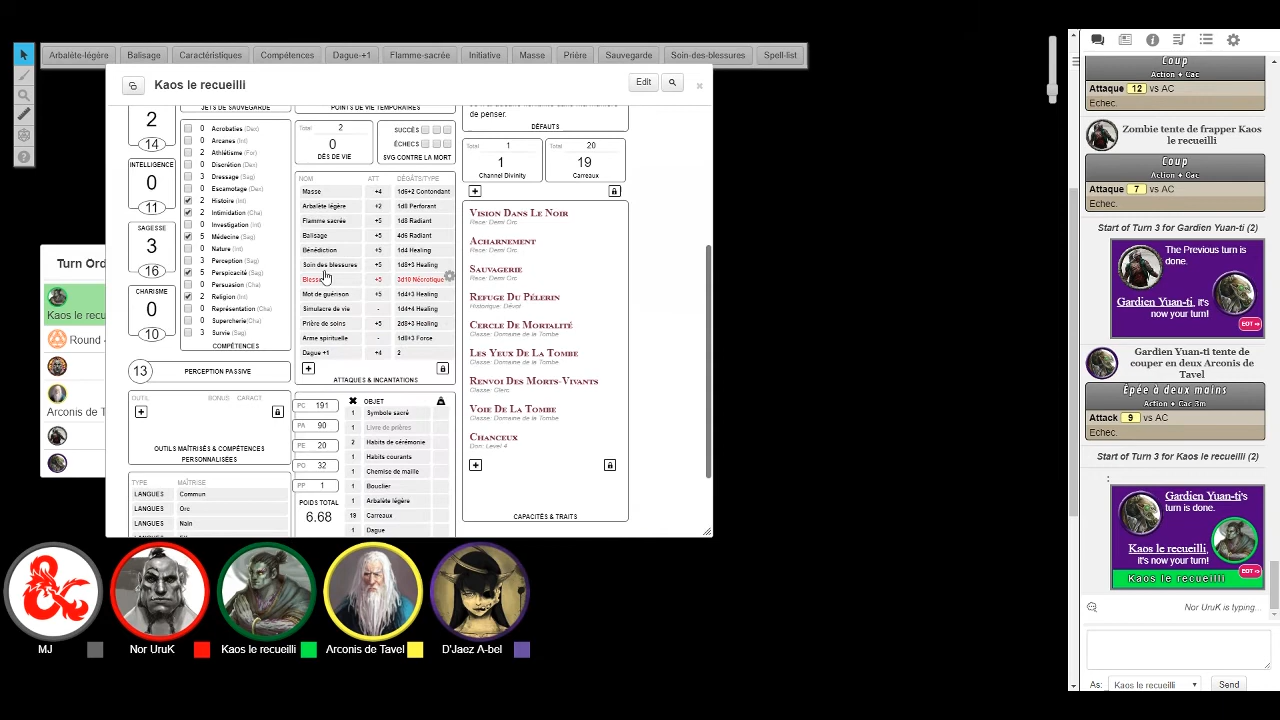 Arbalète-légère Balisage Caractéristiques Compétences Dague-+1 Flamme-sacrée Initiative Masse Prière Sauvegarde Soin-des-blessures Spell-list
Kaos le recueilli
Edit
JETS DE SAUVEGARDE
2
14
INTELLIGENCE
0
11
SAGESSE
3
16
CHARISME
0
10
0 Acrobaties (Dex)
0 Arcanes (Int)
2 Athlétisme (For)
0 Discrétion (Dex)
3 Dressage (Sag)
0 Escamotage (Dex)
2 Histoire (Int)
2 Intimidation (Cha)
0 Investigation (Int)
5 Médecine (Sag)
0 Nature (Int)
3 Perception (Sag)
5 Perspicacité (Sag)
0 Persuasion (Cha)
2 Religion (Int)
0 Représentation (Cha)
0 Supercherie (Cha)
3 Survie (Sag)
COMPÉTENCES
13 PERCEPTION PASSIVE
OUTIL BONUS CARACT
OUTILS MAÎTRISÉS & COMPÉTENCES
PERSONNALISÉES
TYPE MAÎTRISE
LANGUES Commun
LANGUES Orc
LANGUES Nain
POINTS DE VIE TEMPORAIRES
Total 2
0
DÉS DE VIE
SUCCÈS
ÉCHECS
SVG CONTRE LA MORT
NOM ATT DÉGÂTS/TYPE
Masse +4 1d6+2 Contondant
Arbalète légère +2 1d8 Perforant
Flamme sacrée +5 1d8 Radiant
Balisage +5 4d6 Radiant
Bénédiction +5 1d4 Healing
Soin des blessures +5 1d8+3 Healing
+5 3d10 Nécrotique
Mot de guérison +5 1d4+3 Healing
Simulacre de vie - 1d4+4 Healing
Prière de soins +5 2d8+3 Healing
Arme spirituelle - 1d8+3 Force
Dague +1 +4 2
ATTAQUES & INCANTATIONS
PC 191
PA 90
PE 20
PO 32
PP 1
POIDS TOTAL
6.68
OBJET
1 Symbole sacré
1 Livre de prières
2 Habits de cérémonie
1 Habits courants
1 Chemise de maille
1 Bouclier
1 Arbalète légère
19 Carreaux
1 Dague
de penser.
DÉFAUTS
Total 1
1
Channel Divinity
Total 20
19
Carreaux
VISION DANS LE NOIR
Race: Demi Orc
ACHARNEMENT
Race: Demi Orc
SAUVAGERIE
Race: Demi Orc
REFUGE DU PÈLERIN
Historique: Dévot
CERCLE DE MORTALITÉ
Classe: Domaine de la Tombe
LES YEUX DE LA TOMBE
Classe: Domaine de la Tombe
RENVOI DES MORTS-VIVANTS
Classe: Clerc
VOIE DE LA TOMBE
Classe: Domaine de la Tombe
CHANCEUX
Don: Level 4
CAPACITÉS & TRAITS
Turn Ord
Kaos le recu
Round
Arconis de T
MJ
Nor UruK
Kaos le recueilli
Arconis de Tavel
D'Jaez A-bel
Coup
Action • Cac
Attaque 12 vs AC
Echec.
Zombie tente de frapper Kaos
le recueilli
Coup
Action • Cac
Attaque 7 vs AC
Echec.
Start of Turn 3 for Gardien Yuan-ti (2)
The Previous turn is
done.
Gardien Yuan-ti, it's
now your turn!
EOT
Gardien Yuan-ti tente de
couper en deux Arconis de
Tavel
Épée à deux mains
Action • Cac 3m
Attack 9 vs AC
Echec.
Start of Turn 3 for Kaos le recueilli (2)
:
Gardien Yuan-ti's
turn is done.
Kaos le recueilli,
it's now your turn!
EOT
Kaos le recueilli
Nor UruK is typing...
As: Kaos le recueilli Send